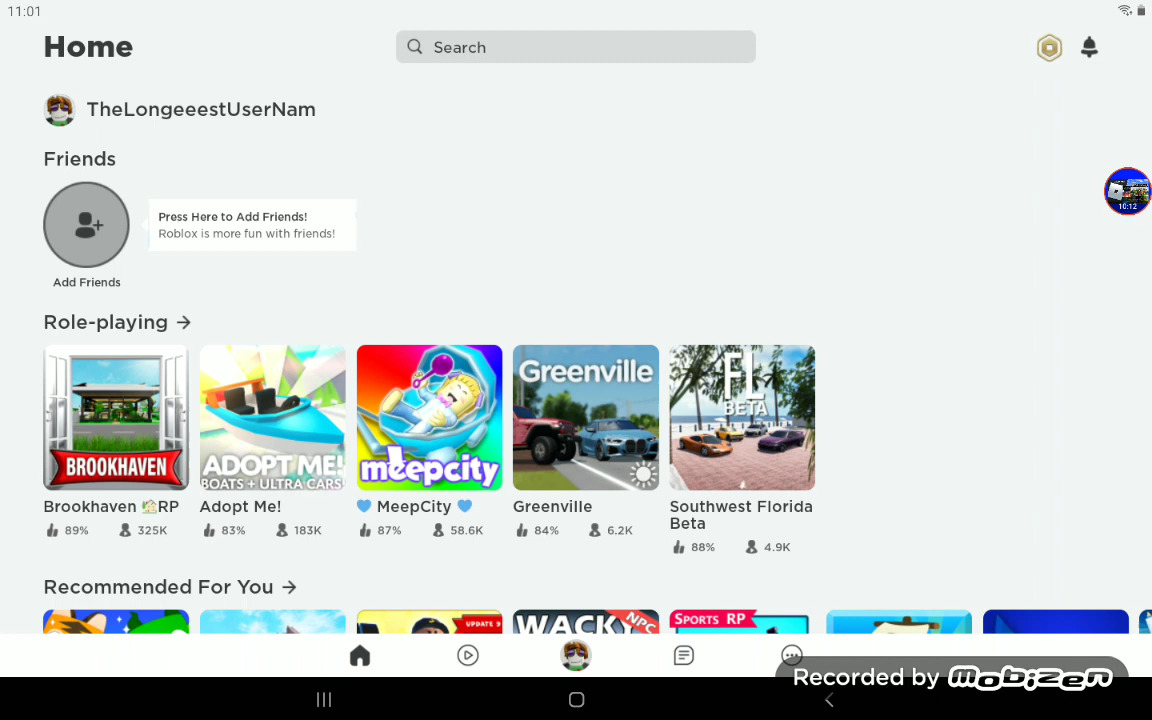 11:01
Home
Search
TheLongeeestUserNam
Friends
Press Here to Add Friends!
Roblox is more fun with friends!
10:12
Add Friends
Role-playing
BROOKHAVEN
ADOPT ME!
BOATS + ULTRA CARS!
meepcity
Greenville
FL
BETA
Brookhaven 🏡RP
Adopt Me!
💙 MeepCity 💙
Greenville
Southwest Florida
Beta
89% 325K
83% 183K
87% 58.6K
84% 6.2K
88% 4.9K
Recommended For You
UPDATE 9
WACKY
NPC
SPORTS RP
Recorded by mobizen